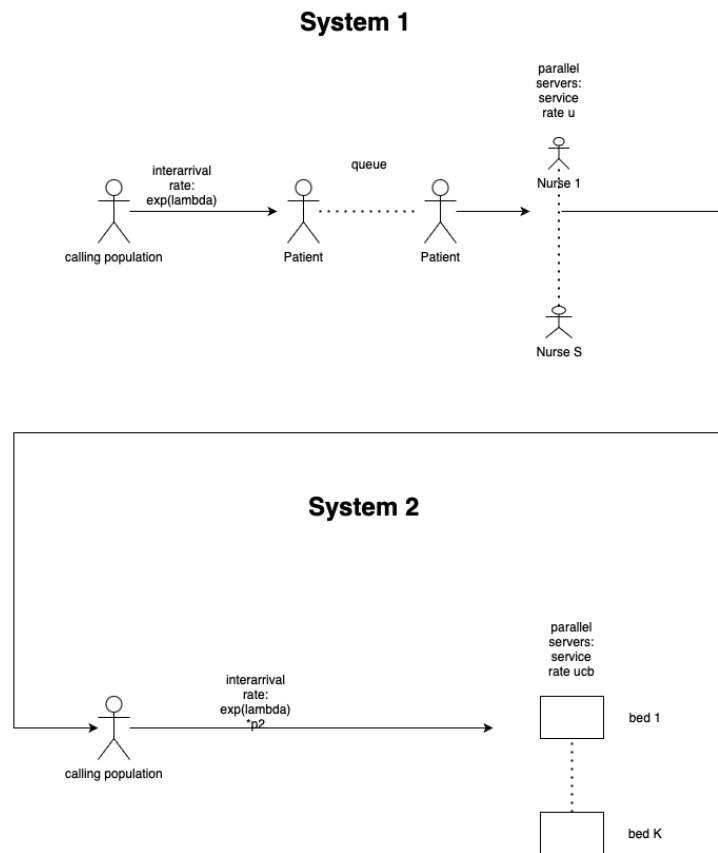 System 1
parallel
servers:
service
rate u
interarrival
rate:
exp(lambda)
queue
Nurse 1
calling population
Patient
Patient
Nurse S
System 2
parallel
servers:
service
rate ucb
interarrival
rate:
exp(lambda)
*p2
bed 1
calling population
bed K